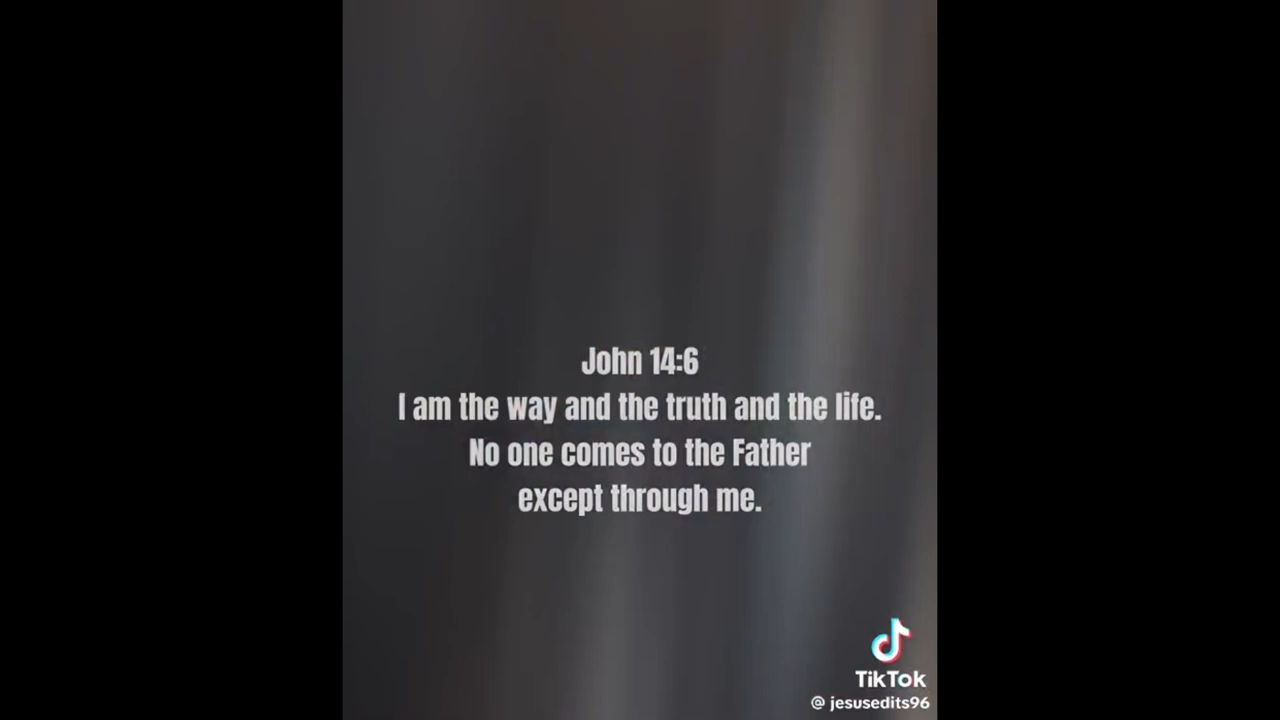 John 14:6
I am the way and the truth and the life.
No one comes to the Father
except through me.
TikTok
@ jesusedits96